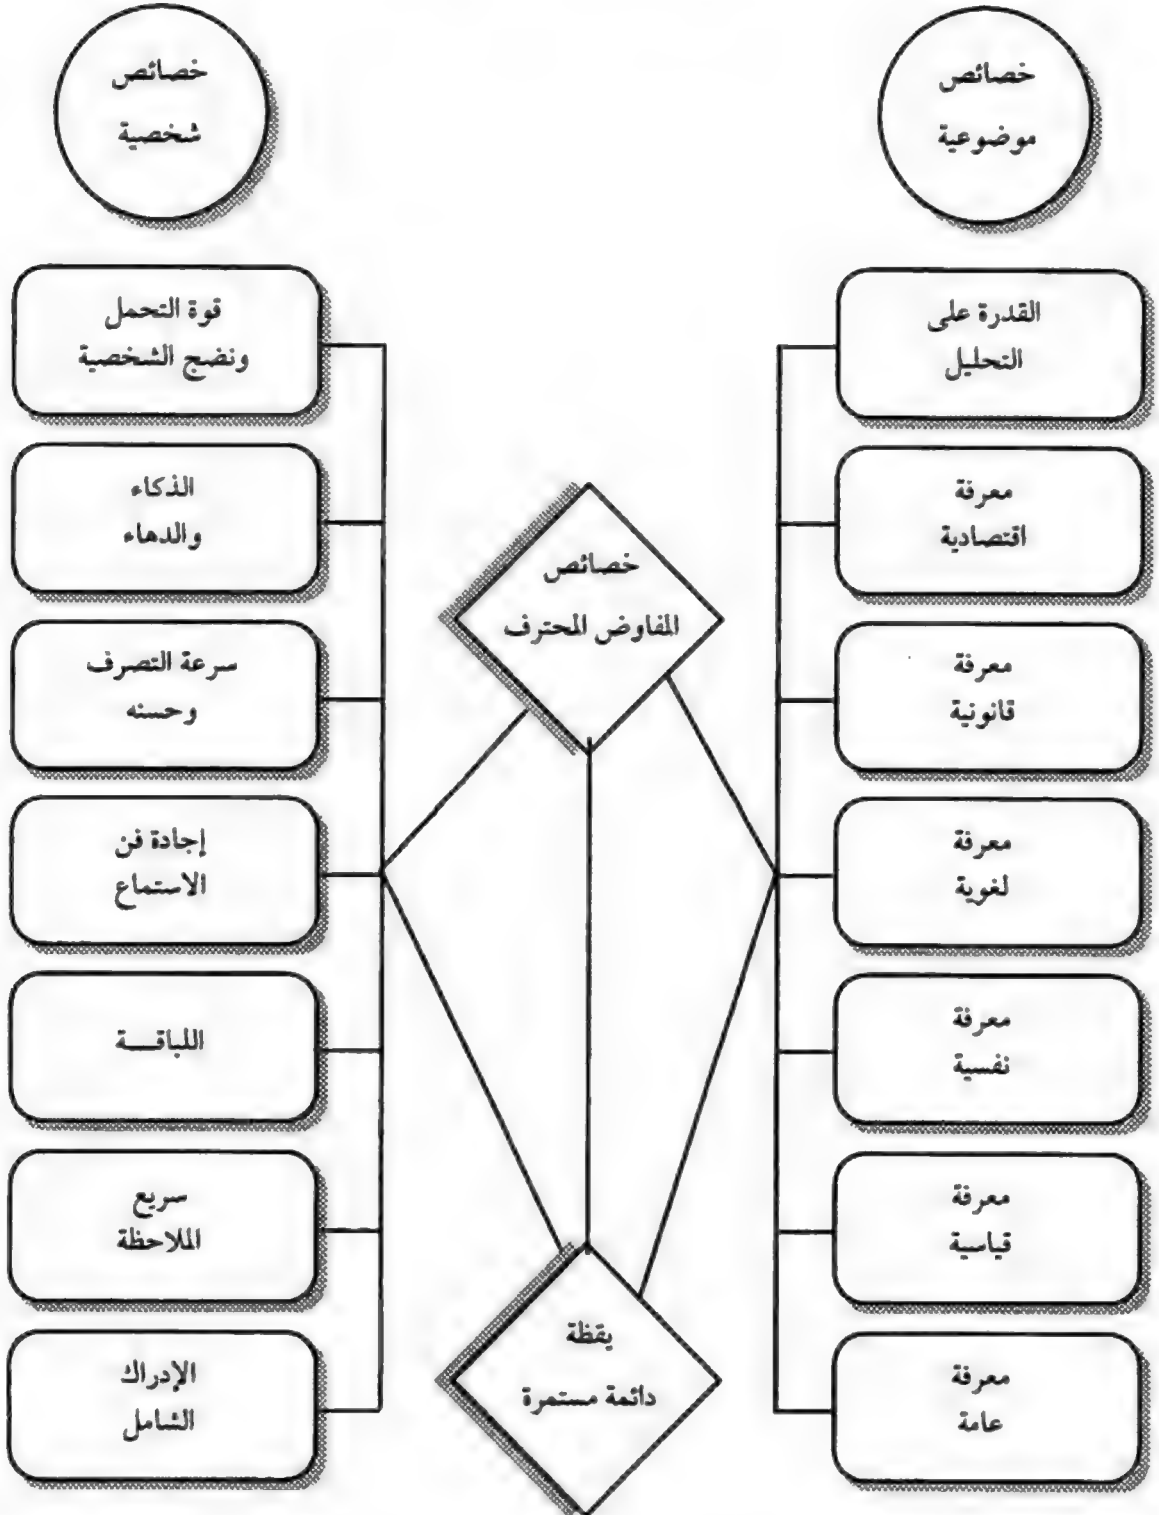 خصائص
موضوعية
القدرة على
التحليل
معرفة
اقتصادية
معرفة
قانونية
معرفة
لغوية
معرفة
نفسية
معرفة
قياسية
معرفة
عامة
خصائص
المفاوض المحترف
يقظة
دائمة مستمرة
خصائص
شخصية
قوة التحمل
ونضج الشخصية
الذكاء
والدهاء
سرعة التصرف
وحسنه
إجادة فن
الاستماع
اللباقـــة
سريع
الملاحظة
الإدراك
الشامل